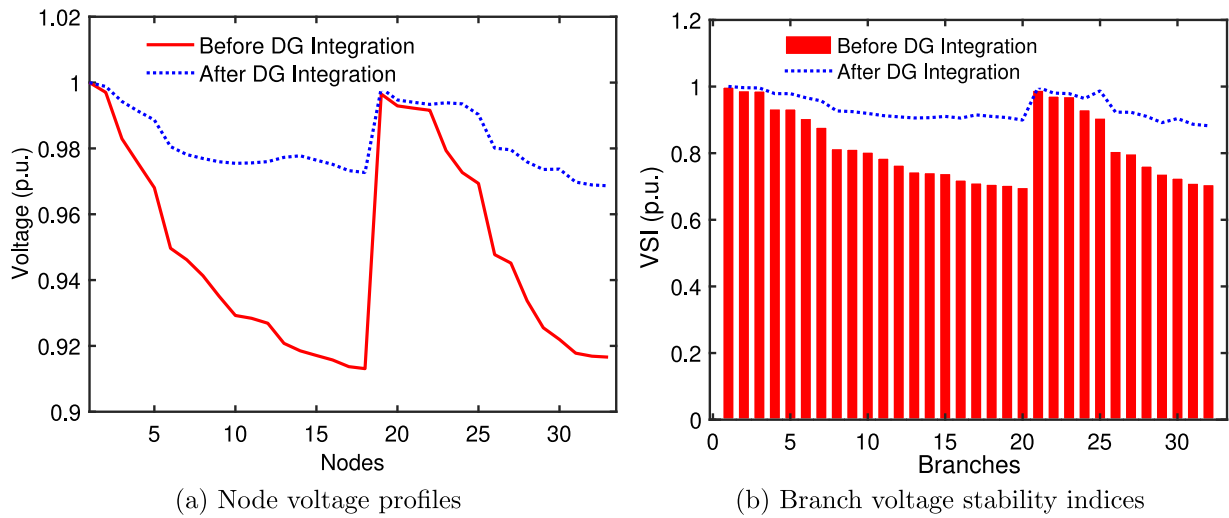 1.02
1
0.98
0.96
0.94
0.92
0.9
Voltage (p.u.)
Before DG Integration
After DG Integration
5 10 15 20 25 30
Nodes
(a) Node voltage profiles
1.2
1
0.8
0.6
0.4
0.2
0
VSI (p.u.)
Before DG Integration
After DG Integration
0 5 10 15 20 25 30
Branches
(b) Branch voltage stability indices